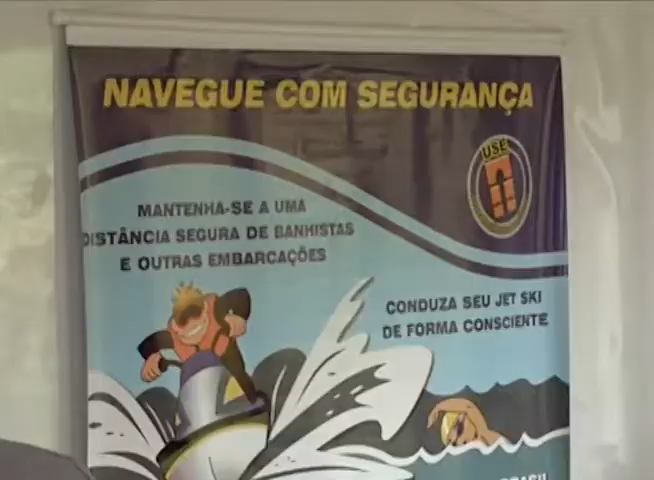 NAVEGUE COM SEGURANÇA
USE
MANTENHA-SE A UMA
DISTÂNCIA SEGURA DE BANHISTAS
E OUTRAS EMBARCAÇÕES
CONDUZA SEU JET SKI
DE FORMA CONSCIENTE